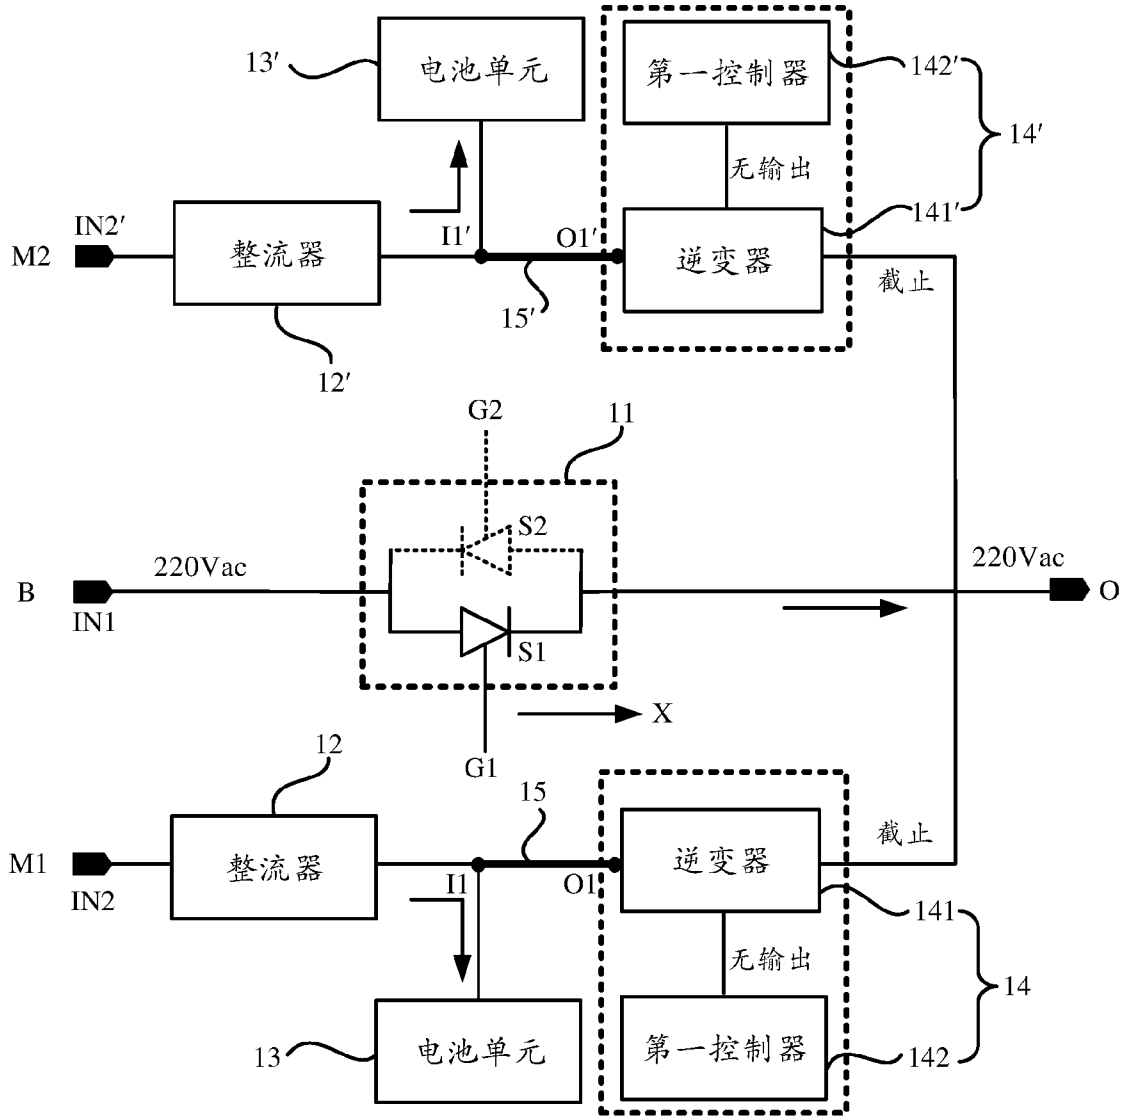 13′
电池单元
第一控制器
142′
14′
无输出
IN2′
M2
整流器
I1′
O1′
逆变器
141′
截止
15′
12′
G2
11
S2
B
220Vac
IN1
S1
220Vac
O
X
G1
12
15
M1
IN2
整流器
I1
O1
逆变器
截止
141
无输出
14
13
电池单元
第一控制器
142